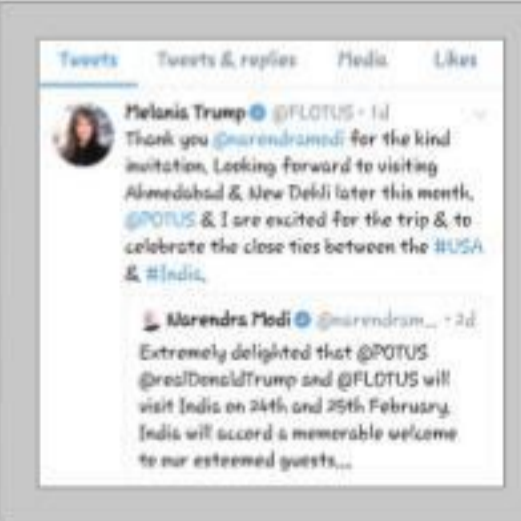 Tweets Tweets & replies Media Likes
Melania Trump @FLOTUS · 1d
Thank you @narendramodi for the kind
invitation. Looking forward to visiting
Ahmedabad & New Dehli later this month.
@POTUS & I are excited for the trip & to
celebrate the close ties between the #USA
& #India.
Narendra Modi @narendram... · 2d
Extremely delighted that @POTUS
@realDonaldTrump and @FLOTUS will
visit India on 24th and 25th February.
India will accord a memorable welcome
to our esteemed guests...